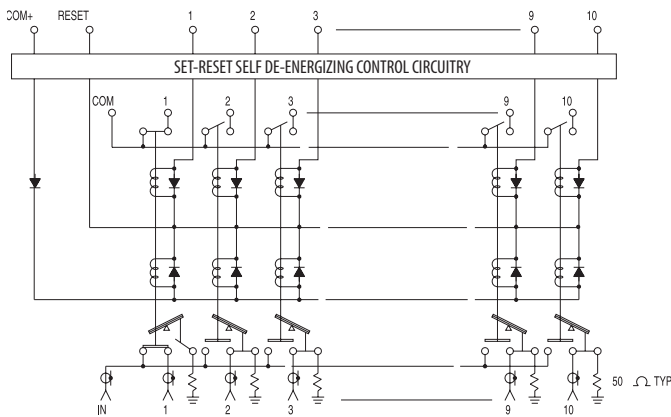 COM+ RESET 1 2 3 9 10
SET-RESET SELF DE-ENERGIZING CONTROL CIRCUITRY
COM 1 2 3 9 10
50 Ω TYP
IN 1 2 3 9 10